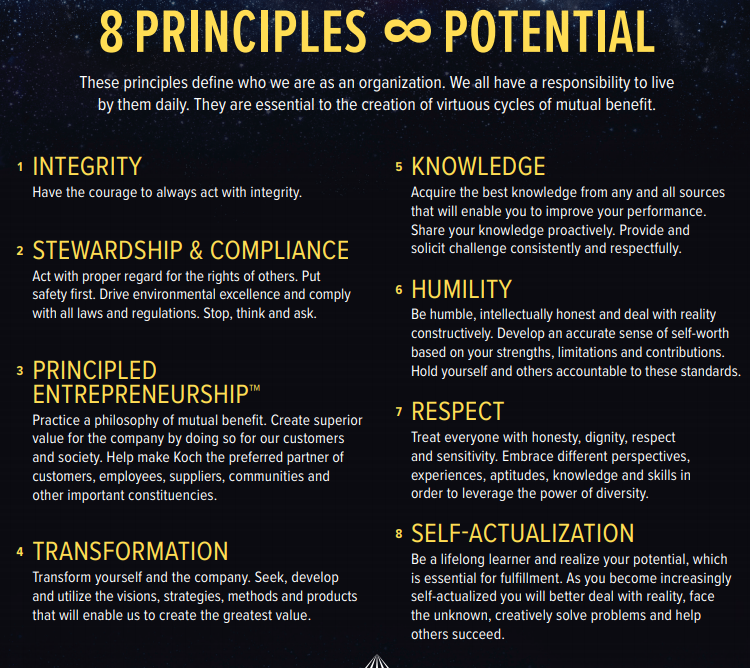 8 PRINCIPLES ∞ POTENTIAL
These principles define who we are as an organization. We all have a responsibility to live
by them daily. They are essential to the creation of virtuous cycles of mutual benefit.
1 INTEGRITY
Have the courage to always act with integrity.
2 STEWARDSHIP & COMPLIANCE
Act with proper regard for the rights of others. Put
safety first. Drive environmental excellence and comply
with all laws and regulations. Stop, think and ask.
3 PRINCIPLED
ENTREPRENEURSHIP™
Practice a philosophy of mutual benefit. Create superior
value for the company by doing so for our customers
and society. Help make Koch the preferred partner of
customers, employees, suppliers, communities and
other important constituencies.
4 TRANSFORMATION
Transform yourself and the company. Seek, develop
and utilize the visions, strategies, methods and products
that will enable us to create the greatest value.
5 KNOWLEDGE
Acquire the best knowledge from any and all sources
that will enable you to improve your performance.
Share your knowledge proactively. Provide and
solicit challenge consistently and respectfully.
6 HUMILITY
Be humble, intellectually honest and deal with reality
constructively. Develop an accurate sense of self-worth
based on your strengths, limitations and contributions.
Hold yourself and others accountable to these standards.
7 RESPECT
Treat everyone with honesty, dignity, respect
and sensitivity. Embrace different perspectives,
experiences, aptitudes, knowledge and skills in
order to leverage the power of diversity.
8 SELF-ACTUALIZATION
Be a lifelong learner and realize your potential, which
is essential for fulfillment. As you become increasingly
self-actualized you will better deal with reality, face
the unknown, creatively solve problems and help
others succeed.